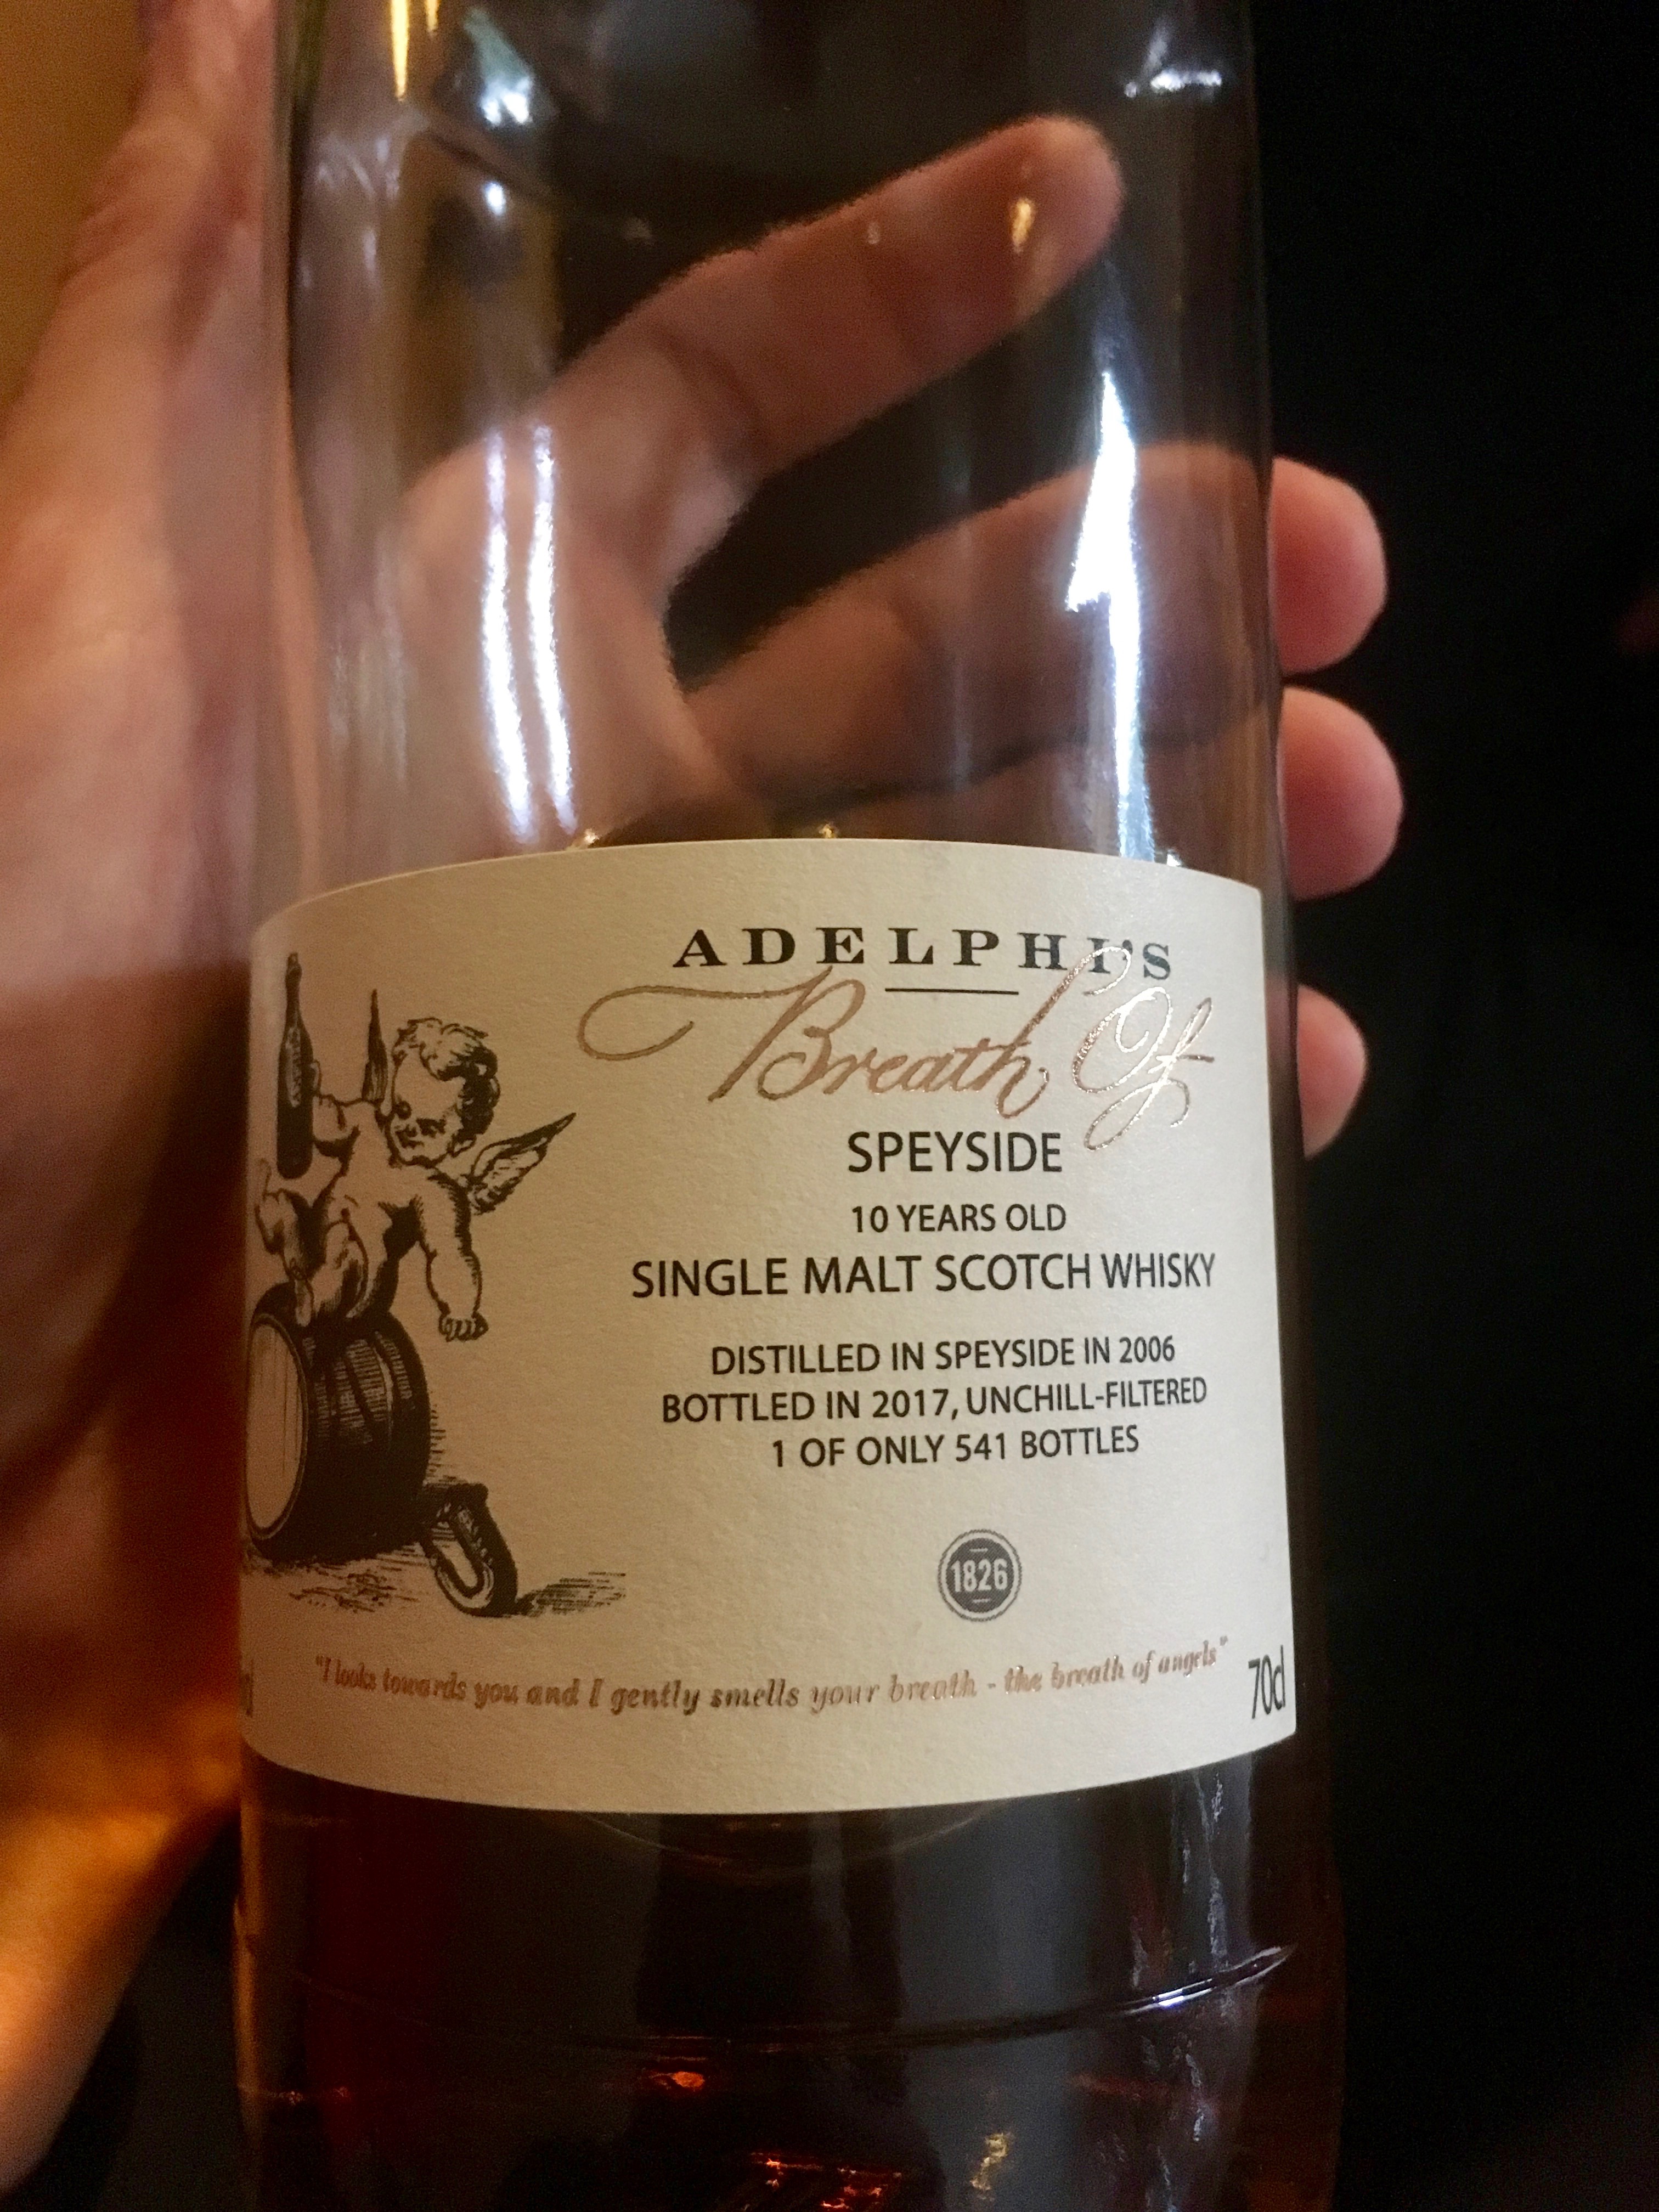 ADELPHI'S
Breath Of
SPEYSIDE
10 YEARS OLD
SINGLE MALT SCOTCH WHISKY
DISTILLED IN SPEYSIDE IN 2006
BOTTLED IN 2017, UNCHILL-FILTERED
1 OF ONLY 541 BOTTLES
1826
"I looks towards you and I gently smells your breath - the breath of angels"
70cl